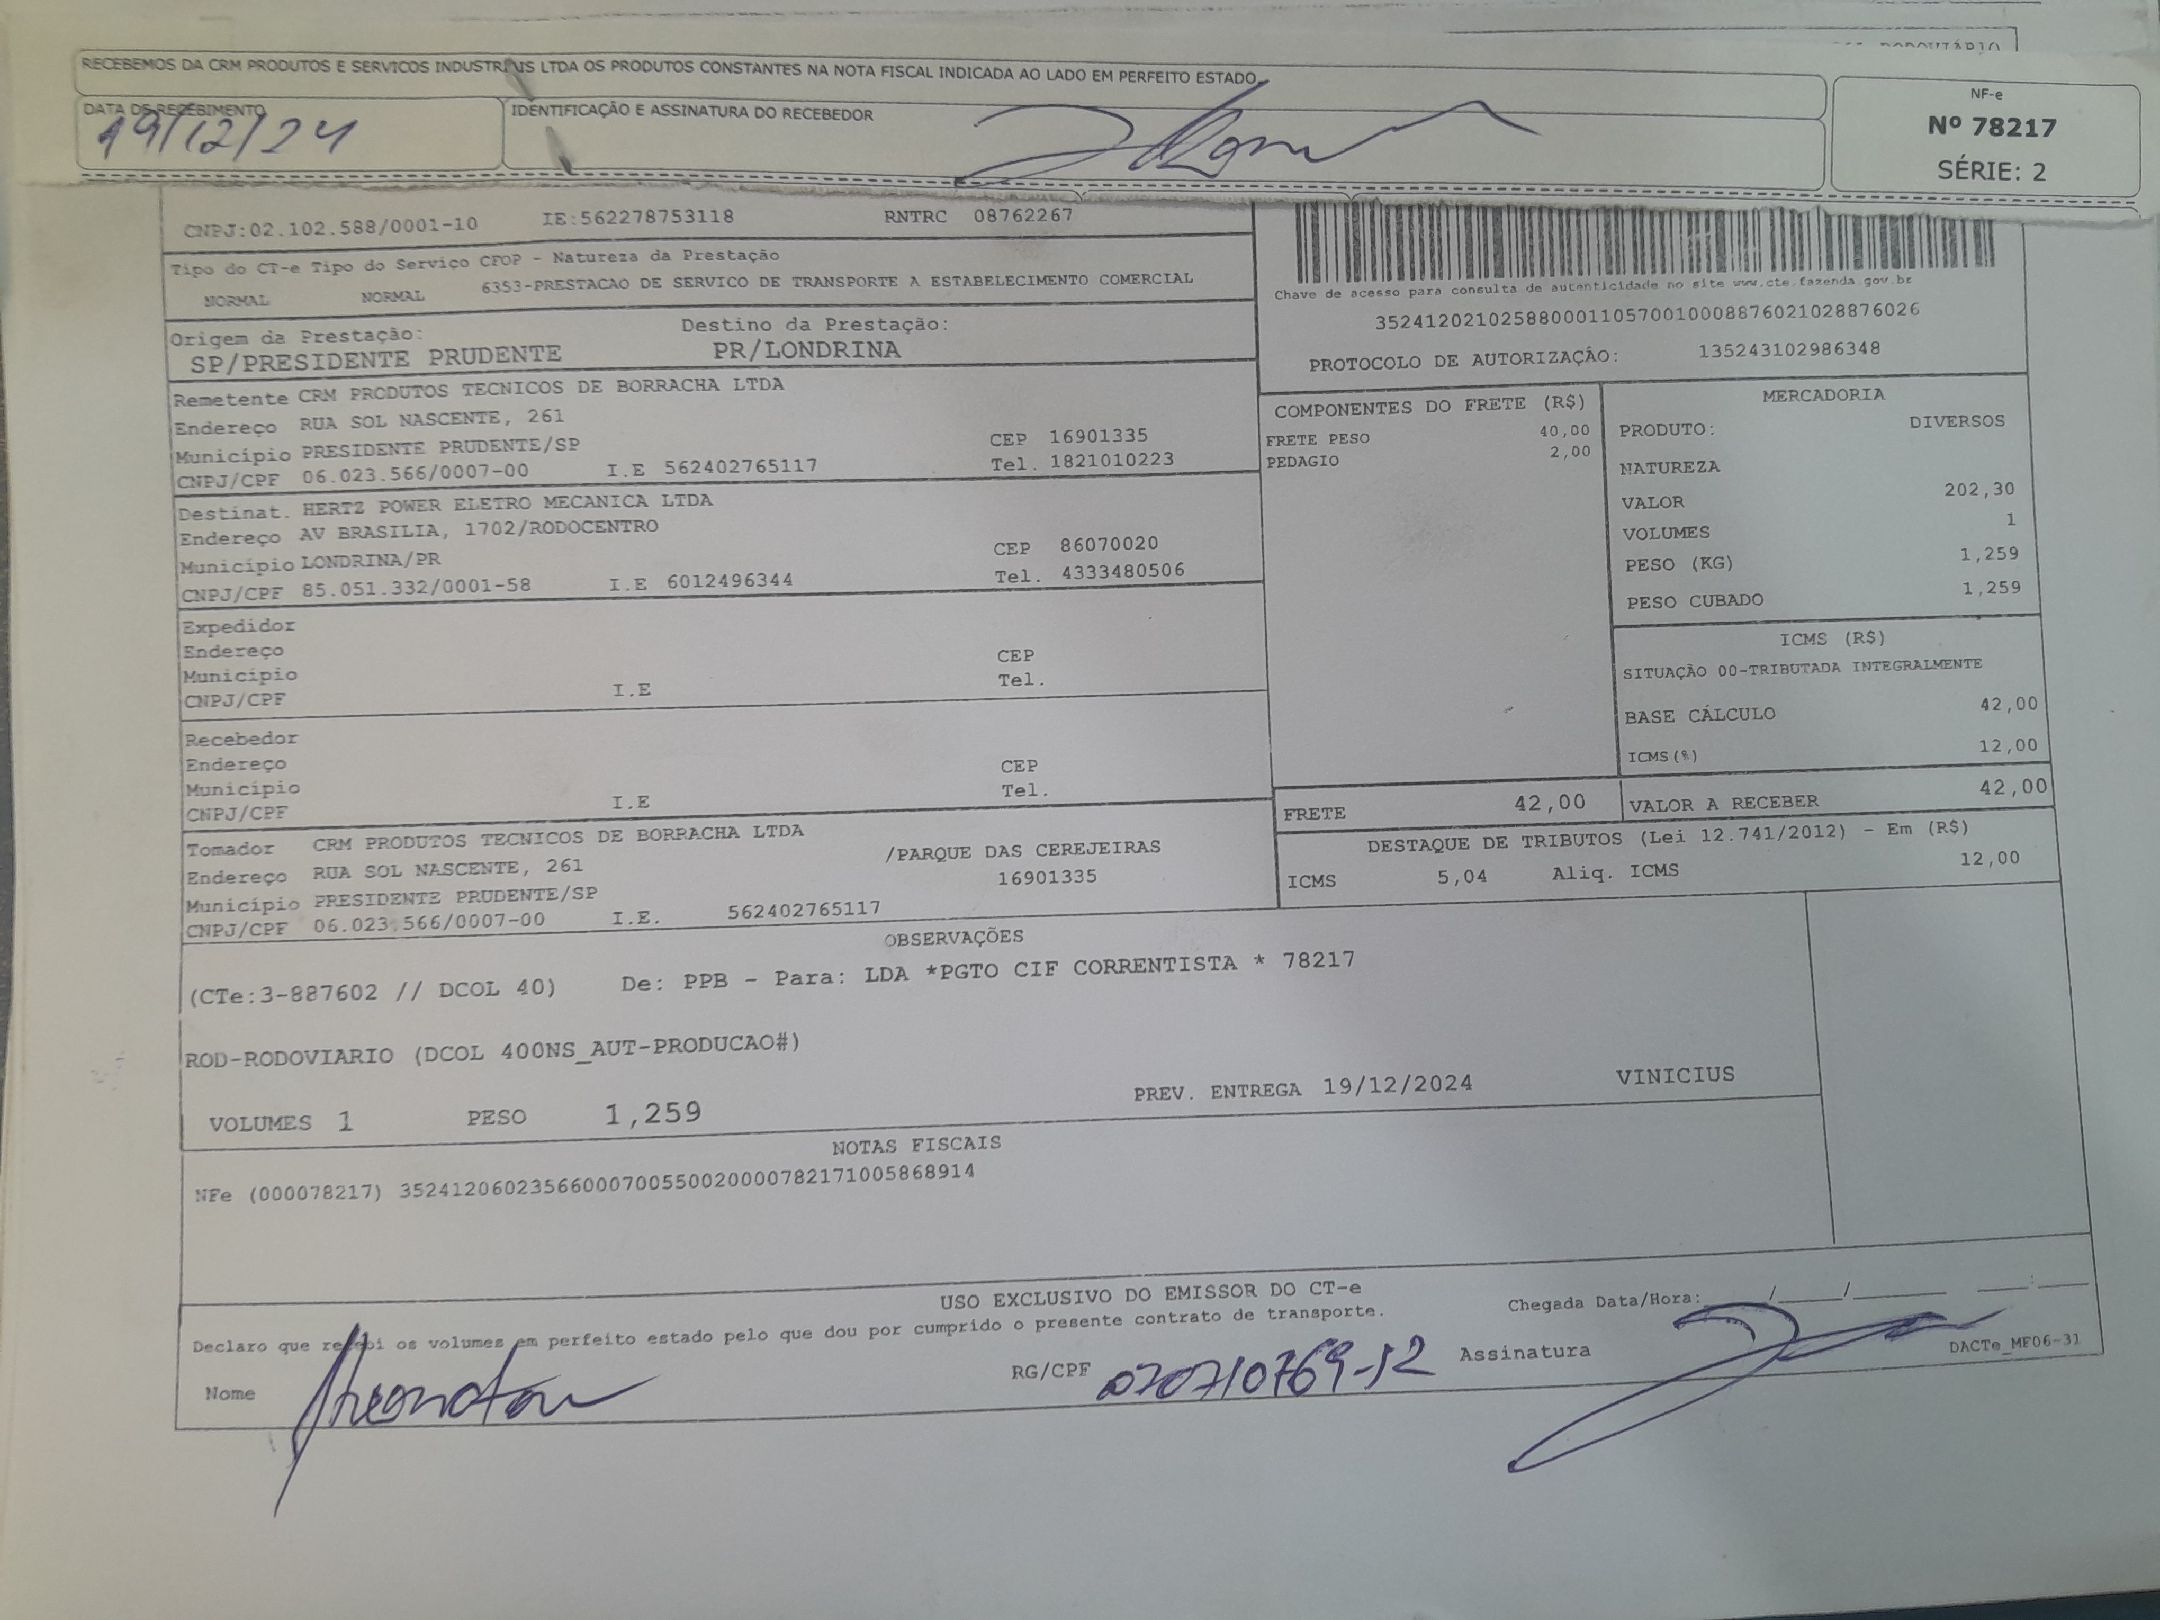 RECEBEMOS DA CRM PRODUTOS E SERVICOS INDUSTRIAIS LTDA OS PRODUTOS CONSTANTES NA NOTA FISCAL INDICADA AO LADO EM PERFEITO ESTADO
DATA DE RECEBIMENTO
19/12/24
IDENTIFICAÇÃO E ASSINATURA DO RECEBEDOR
NF-e
Nº 78217
SÉRIE: 2
CNPJ:02.102.588/0001-10 IE:562278753118 RNTRC 08762267
Tipo do CT-e Tipo do Serviço CFOP - Natureza da Prestação
NORMAL NORMAL 6353-PRESTACAO DE SERVICO DE TRANSPORTE A ESTABELECIMENTO COMERCIAL
Chave de acesso para consulta de autenticidade no site www.cte.fazenda.gov.br
35241202102588000110570010008876021028876026
PROTOCOLO DE AUTORIZAÇÃO: 135243102986348
Origem da Prestação: Destino da Prestação:
SP/PRESIDENTE PRUDENTE PR/LONDRINA
Remetente CRM PRODUTOS TECNICOS DE BORRACHA LTDA
Endereço RUA SOL NASCENTE, 261
Município PRESIDENTE PRUDENTE/SP CEP 16901335
CNPJ/CPF 06.023.566/0007-00 I.E 562402765117 Tel. 1821010223
Destinat. HERTZ POWER ELETRO MECANICA LTDA
Endereço AV BRASILIA, 1702/RODOCENTRO
Município LONDRINA/PR CEP 86070020
CNPJ/CPF 85.051.332/0001-58 I.E 6012496344 Tel. 4333480506
Expedidor
Endereço
Município CEP
CNPJ/CPF I.E Tel.
Recebedor
Endereço
Município CEP
CNPJ/CPF I.E Tel.
Tomador CRM PRODUTOS TECNICOS DE BORRACHA LTDA
Endereço RUA SOL NASCENTE, 261 /PARQUE DAS CEREJEIRAS
Município PRESIDENTE PRUDENTE/SP 16901335
CNPJ/CPF 06.023.566/0007-00 I.E. 562402765117
COMPONENTES DO FRETE (R$)
FRETE PESO 40,00
PEDAGIO 2,00
MERCADORIA
PRODUTO: DIVERSOS
NATUREZA
VALOR 202,30
VOLUMES 1
PESO (KG) 1,259
PESO CUBADO 1,259
ICMS (R$)
SITUAÇÃO 00-TRIBUTADA INTEGRALMENTE
BASE CÁLCULO 42,00
ICMS(%) 12,00
FRETE 42,00 VALOR A RECEBER 42,00
DESTAQUE DE TRIBUTOS (Lei 12.741/2012) - Em (R$)
ICMS 5,04 Aliq. ICMS 12,00
OBSERVAÇÕES
(CTe:3-887602 // DCOL 40) De: PPB - Para: LDA *PGTO CIF CORRENTISTA * 78217
ROD-RODOVIARIO (DCOL 400NS_AUT-PRODUCAO#)
VOLUMES 1 PESO 1,259 PREV. ENTREGA 19/12/2024 VINICIUS
NOTAS FISCAIS
NFe (000078217) 35241206023566000700550020000782171005868914
USO EXCLUSIVO DO EMISSOR DO CT-e
Declaro que recebi os volumes em perfeito estado pelo que dou por cumprido o presente contrato de transporte. Chegada Data/Hora: / / :
Nome RG/CPF 070710769-12 Assinatura DACTe_MF06-31